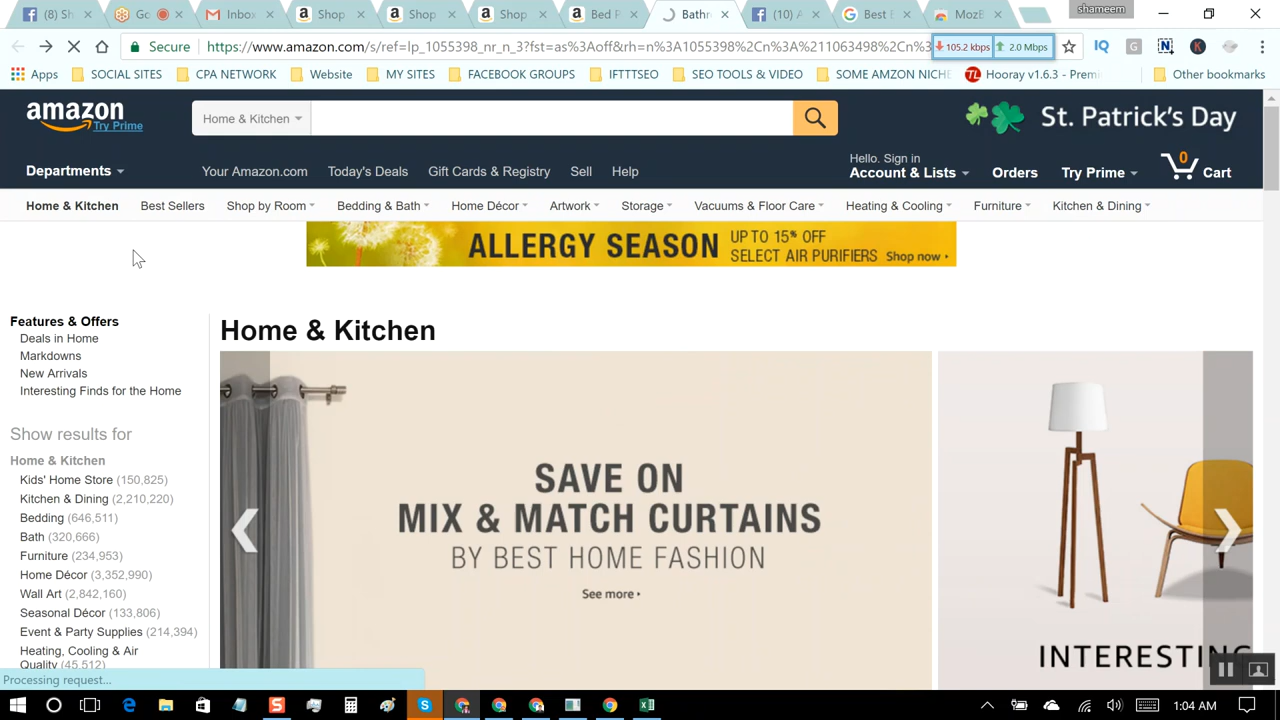 (8) Sh
Go
Inbox
Shop
Shop
Shop
Bed P
Bathr
(10) A
Best E
MozB
shameem
Secure
https://www.amazon.com/s/ref=lp_1055398_nr_n_3?fst=as%3Aoff&rh=n%3A1055398%2Cn%3A%211063498%2Cn%3
105.2 kbps
2.0 Mbps
Apps
SOCIAL SITES
CPA NETWORK
Website
MY SITES
FACEBOOK GROUPS
IFTTTSEO
SEO TOOLS & VIDEO
SOME AMZON NICHE
Hooray v1.6.3 - Premi
Other bookmarks
amazon
Try Prime
Home & Kitchen
St. Patrick's Day
Departments
Your Amazon.com
Today's Deals
Gift Cards & Registry
Sell
Help
Hello. Sign in
Account & Lists
Orders
Try Prime
0
Cart
Home & Kitchen
Best Sellers
Shop by Room
Bedding & Bath
Home Décor
Artwork
Storage
Vacuums & Floor Care
Heating & Cooling
Furniture
Kitchen & Dining
ALLERGY SEASON
UP TO 15% OFF
SELECT AIR PURIFIERS
Shop now
Features & Offers
Deals in Home
Markdowns
New Arrivals
Interesting Finds for the Home
Show results for
Home & Kitchen
Kids' Home Store (150,825)
Kitchen & Dining (2,210,220)
Bedding (646,511)
Bath (320,666)
Furniture (234,953)
Home Décor (3,352,990)
Wall Art (2,842,160)
Seasonal Décor (133,806)
Event & Party Supplies (214,394)
Heating, Cooling & Air
Quality (45,512)
Home & Kitchen
SAVE ON
MIX & MATCH CURTAINS
BY BEST HOME FASHION
See more
INTERESTING
Processing request...
1:04 AM